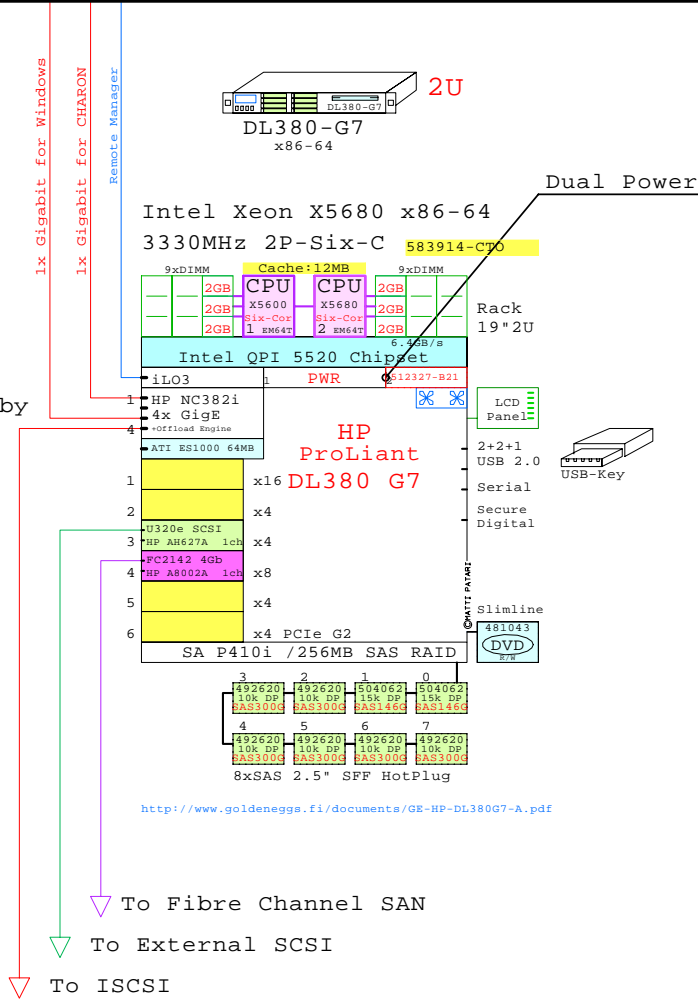 1x Gigabit for Windows
1x Gigabit for CHARON
Remote Manager
2U
DL380-G7
DL380-G7
x86-64
Dual Power
Intel Xeon X5680 x86-64
3330MHz 2P-Six-C
583914-CTO
9xDIMM
Cache:12MB
9xDIMM
2GB
CPU
CPU
2GB
2GB
X5600
X5680
2GB
Six-Cor
Six-Cor
2GB
1 EM64T
2 EM64T
2GB
Rack
19"2U
6.4GB/s
Intel QPI 5520 Chipset
iLO3
1
PWR
2
512327-B21
by
1
HP NC382i
4x GigE
4
+Offload Engine
LCD
Panel
ATI ES1000 64MB
HP
ProLiant
DL380 G7
2+2+1
USB 2.0
USB-Key
Serial
Secure
Digital
1
x16
2
x4
U320e SCSI
3
HP AH627A 1ch
x4
FC2142 4Gb
4
HP A8002A 1ch
x8
5
x4
6
x4 PCIe G2
©MATTI PATARI
Slimline
481043
DVD
R/W
SA P410i /256MB SAS RAID
3
2
1
0
492620
492620
504062
504062
10k DP
10k DP
15k DP
15k DP
SAS300G
SAS300G
SAS146G
SAS146G
4
5
6
7
492620
492620
492620
492620
10k DP
10k DP
10k DP
10k DP
SAS300G
SAS300G
SAS300G
SAS300G
8xSAS 2.5" SFF HotPlug
http://www.goldeneggs.fi/documents/GE-HP-DL380G7-A.pdf
To Fibre Channel SAN
To External SCSI
To ISCSI